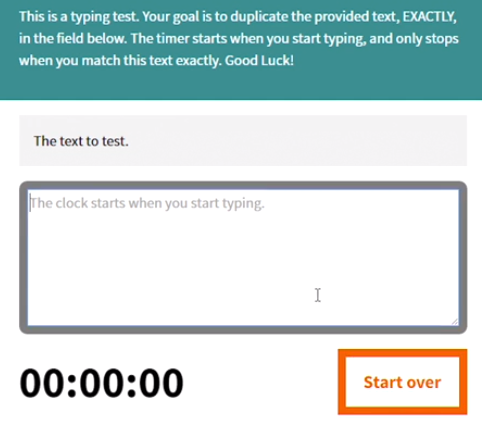 This is a typing test. Your goal is to duplicate the provided text, EXACTLY,
in the field below. The timer starts when you start typing, and only stops
when you match this text exactly. Good Luck!
The text to test.
The clock starts when you start typing.
00:00:00
Start over